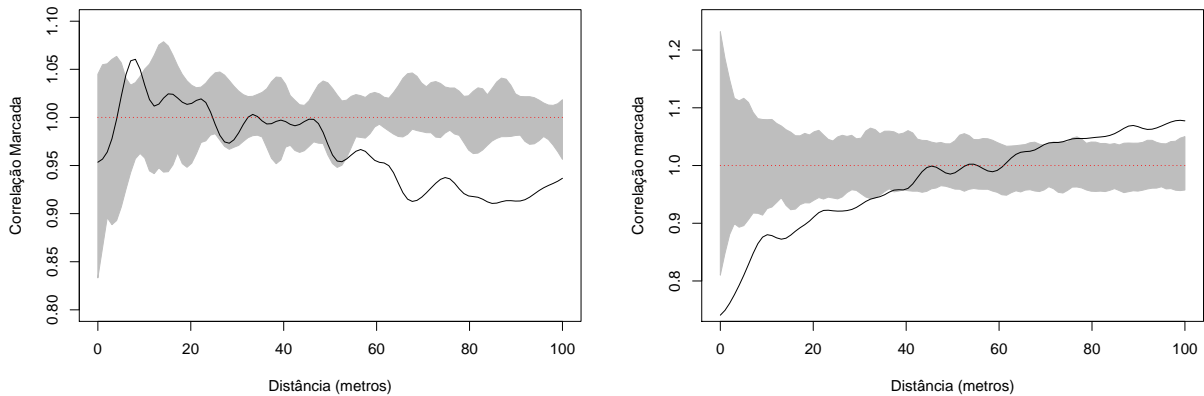 Correlação Marcada
1.10
1.05
1.00
0.95
0.90
0.85
0.80
0 20 40 60 80 100
Distância (metros)
Correlação marcada
1.2
1.1
1.0
0.9
0.8
0 20 40 60 80 100
Distância (metros)